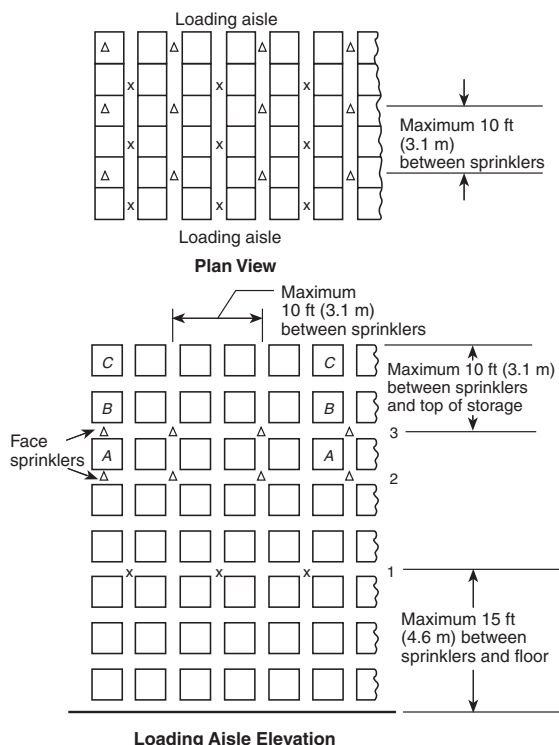 Loading aisle
Δ Δ Δ Δ
x x x
Δ Δ Δ Δ
x x x
Δ Δ Δ Δ
x x x
Maximum 10 ft
(3.1 m)
between sprinklers
Loading aisle
Plan View
Maximum
10 ft (3.1 m)
between sprinklers
C C
B B
Maximum 10 ft (3.1 m)
between sprinklers
and top of storage
Face
sprinklers
Δ Δ Δ Δ 3
A A
Δ Δ Δ Δ 2
x x x 1
Maximum 15 ft
(4.6 m) between
sprinklers and floor
Loading Aisle Elevation